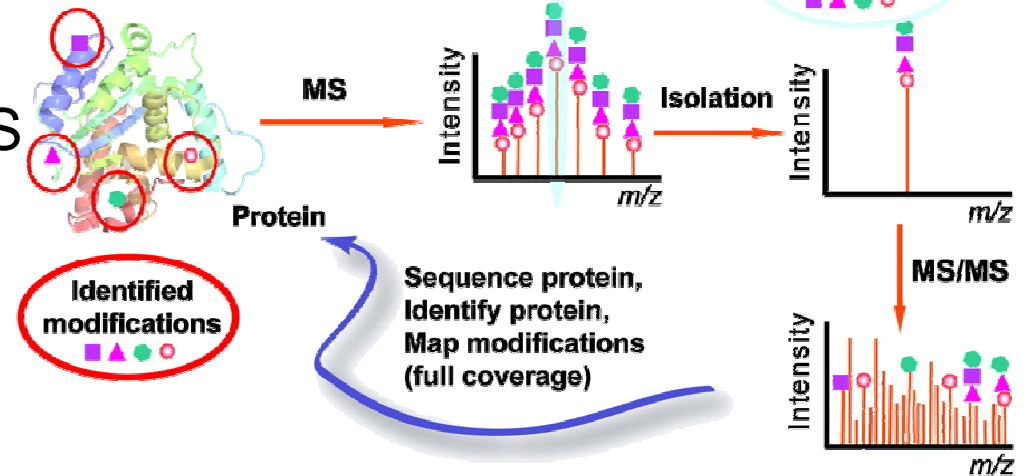 S
MS
Intensity
m/z
Isolation
Intensity
m/z
Protein
MS/MS
Identified
modifications
Sequence protein,
Identify protein,
Map modifications
(full coverage)
Intensity
m/z